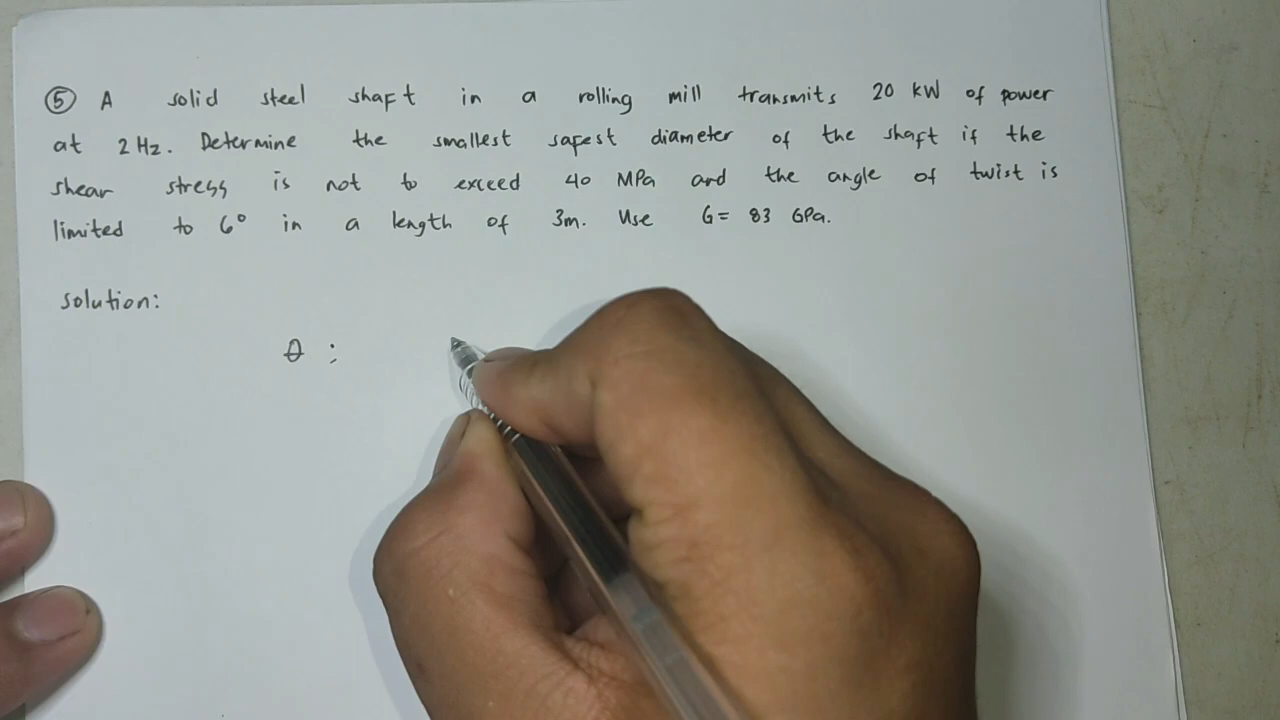 ⑤ A solid steel shaft in a rolling mill transmits 20 kW of power
at 2 Hz. Determine the smallest safest diameter of the shaft if the
shear stress is not to exceed 40 MPa and the angle of twist is
limited to 6° in a length of 3m. Use G = 83 GPa.
Solution:
θ :